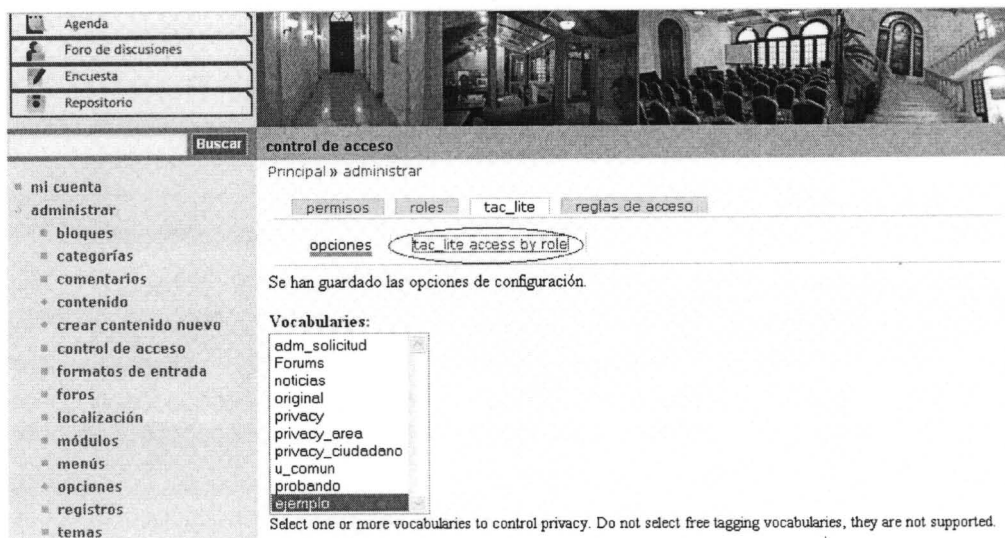 Agenda
Foro de discusiones
Encuesta
Repositorio
Buscar
control de acceso
Principal » administrar
mi cuenta
administrar
bloques
categorías
comentarios
contenido
crear contenido nuevo
control de acceso
formatos de entrada
foros
localización
módulos
menús
opciones
registros
temas
permisos roles tac_lite reglas de acceso
opciones tac_lite access by role
Se han guardado las opciones de configuración.
Vocabularies:
adm_solicitud
Forums
noticias
original
privacy
privacy_area
privacy_ciudadano
u_comun
probando
ejemplo
Select one or more vocabularies to control privacy. Do not select free tagging vocabularies, they are not supported.